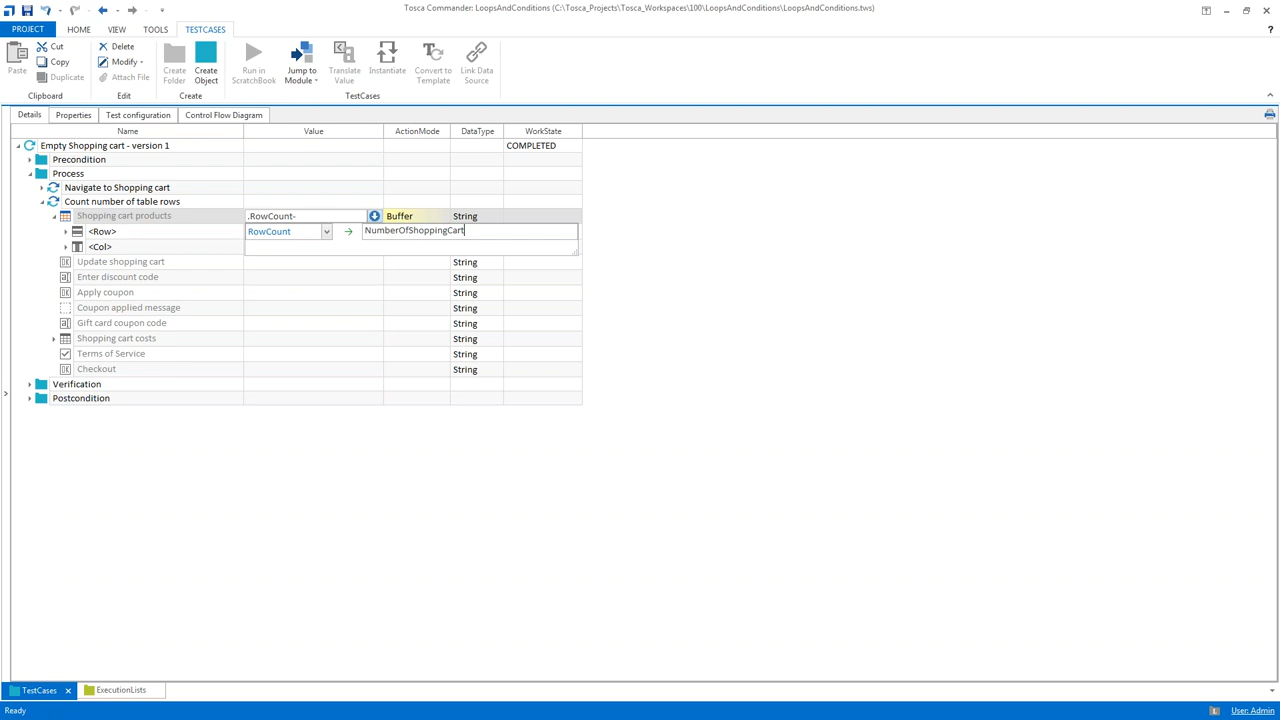 Tosca Commander: LoopsAndConditions (C:\Tosca_Projects\Tosca_Workspaces\100\LoopsAndConditions\LoopsAndConditions.tws)
PROJECT HOME VIEW TOOLS TESTCASES ?
Paste Cut Copy Duplicate
Delete Modify Attach File
Create Folder Create Object
Run in ScratchBook Jump to Module Translate Value Instantiate Convert to Template Link Data Source
Clipboard Edit Create TestCases
Details Properties Test configuration Control Flow Diagram
Name Value ActionMode DataType WorkState
Empty Shopping cart - version 1 COMPLETED
Precondition
Process
Navigate to Shopping cart
Count number of table rows
Shopping cart products .RowCount- Buffer String
<Row> RowCount NumberOfShoppingCart
<Col>
Update shopping cart String
Enter discount code String
Apply coupon String
Coupon applied message String
Gift card coupon code String
Shopping cart costs String
Terms of Service String
Checkout String
Verification
Postcondition
TestCases ExecutionLists
Ready User: Admin